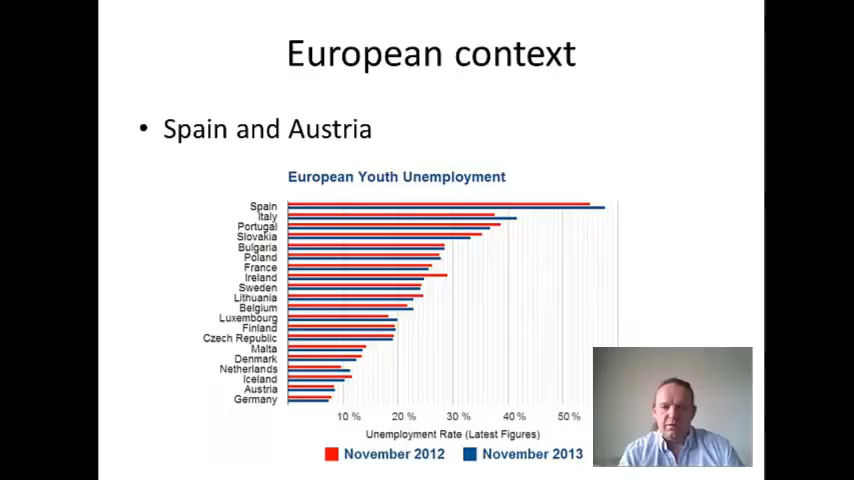 European context
• Spain and Austria
European Youth Unemployment
Spain
Italy
Portugal
Slovakia
Bulgaria
Poland
France
Ireland
Sweden
Lithuania
Belgium
Luxembourg
Finland
Czech Republic
Malta
Denmark
Netherlands
Iceland
Austria
Germany
10 % 20 % 30 % 40 % 50 %
Unemployment Rate (Latest Figures)
November 2012 November 2013